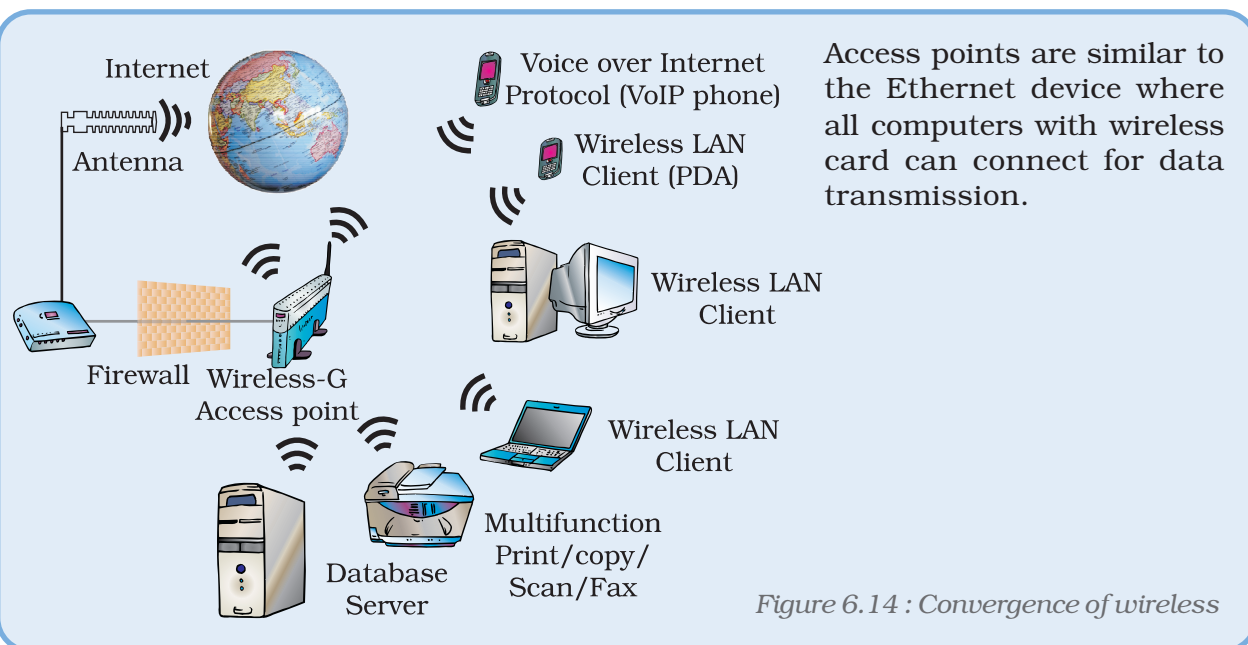 Internet
Antenna
Voice over Internet
Protocol (VoIP phone)
Wireless LAN
Client (PDA)
Access points are similar to
the Ethernet device where
all computers with wireless
card can connect for data
transmission.
Wireless LAN
Client
Firewall
Wireless-G
Access point
Wireless LAN
Client
Multifunction
Print/copy/
Scan/Fax
Database
Server
Figure 6.14 : Convergence of wireless